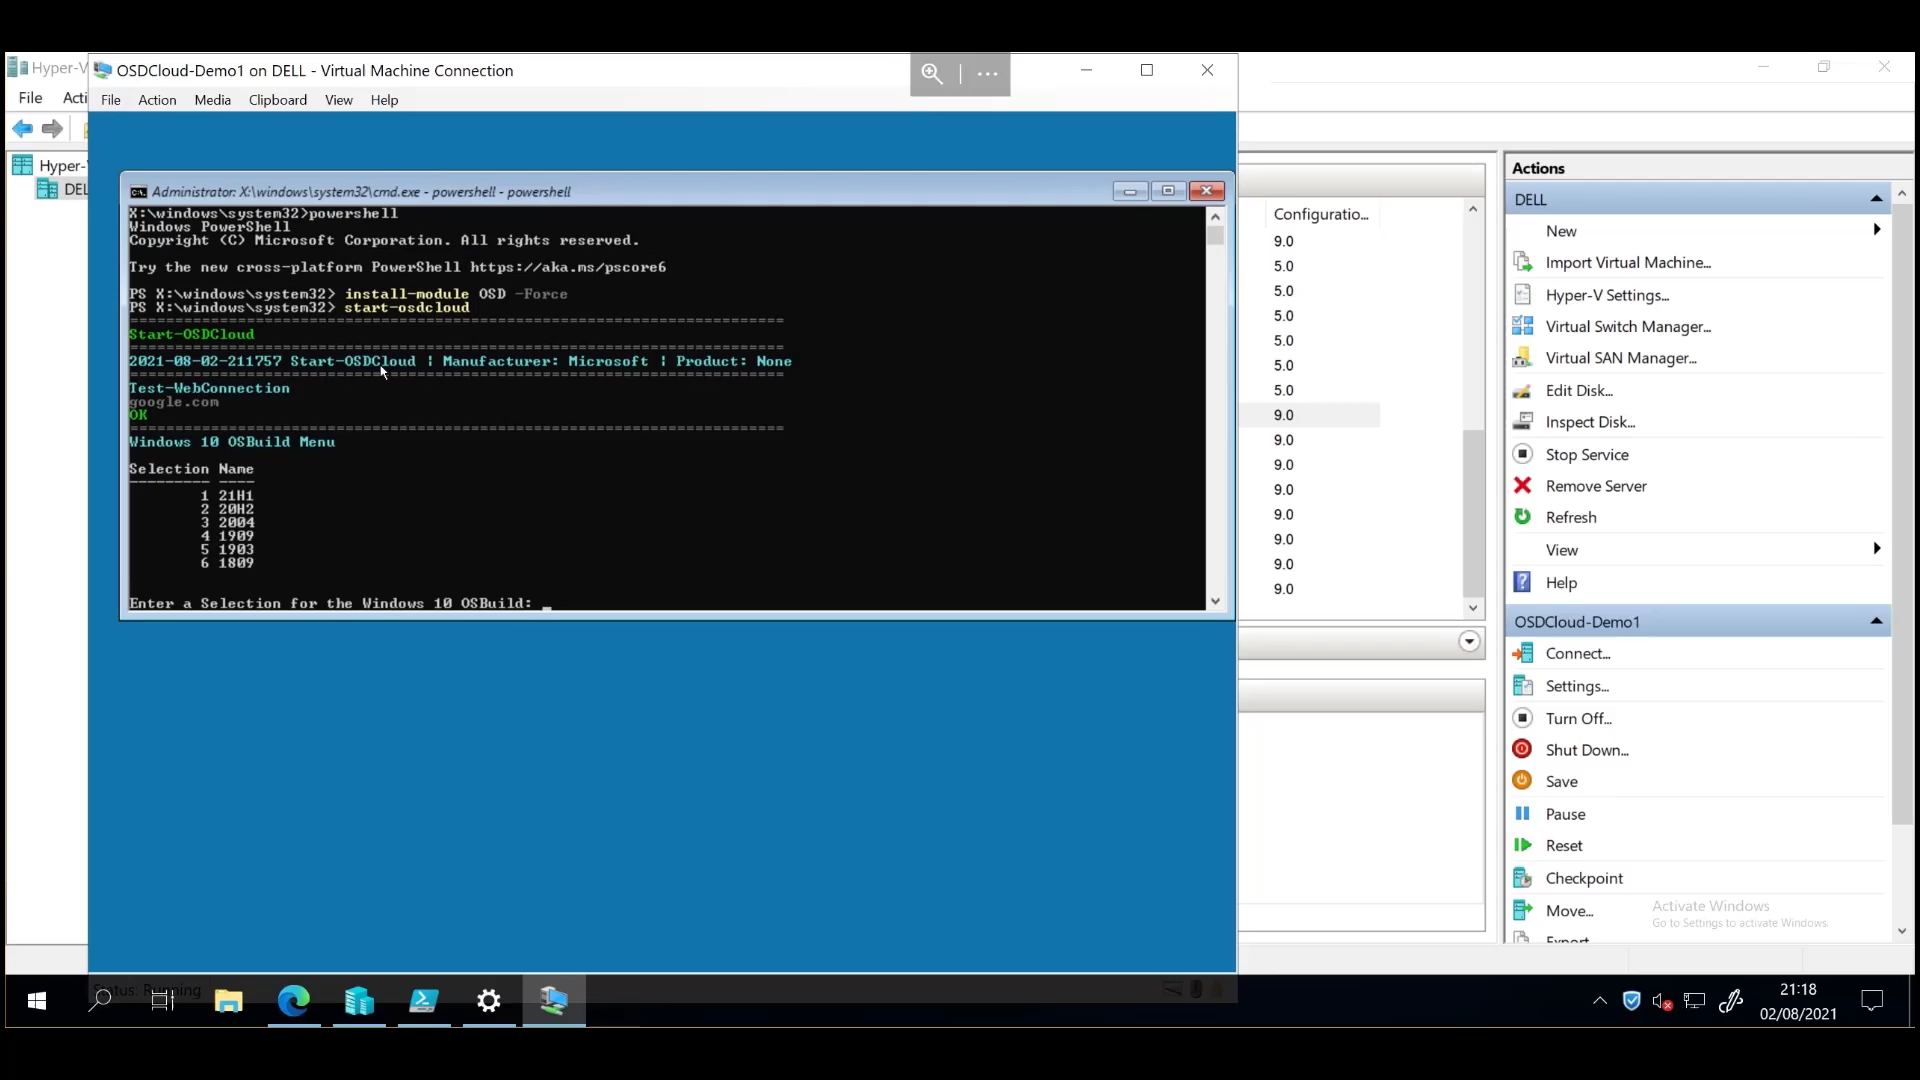 Hyper-V
OSDCloud-Demo1 on DELL - Virtual Machine Connection
File Acti
File Action Media Clipboard View Help
Hyper-V
DEL
Administrator: X:\windows\system32\cmd.exe - powershell - powershell
X:\windows\system32>powershell
Windows PowerShell
Copyright (C) Microsoft Corporation. All rights reserved.
Try the new cross-platform PowerShell https://aka.ms/pscore6
PS X:\windows\system32> install-module OSD -Force
PS X:\windows\system32> start-osdcloud
=========================================================================
Start-OSDCloud
=========================================================================
2021-08-02-211757 Start-OSDCloud | Manufacturer: Microsoft | Product: None
=========================================================================
Test-WebConnection
google.com
OK
=========================================================================
Windows 10 OSBuild Menu
Selection Name
--------- ----
1 21H1
2 20H2
3 2004
4 1909
5 1903
6 1809
Enter a Selection for the Windows 10 OSBuild: _
Configuratio...
9.0
5.0
5.0
5.0
5.0
5.0
5.0
9.0
9.0
9.0
9.0
9.0
9.0
9.0
9.0
Actions
DELL
New
Import Virtual Machine...
Hyper-V Settings...
Virtual Switch Manager...
Virtual SAN Manager...
Edit Disk...
Inspect Disk...
Stop Service
Remove Server
Refresh
View
Help
OSDCloud-Demo1
Connect...
Settings...
Turn Off...
Shut Down...
Save
Pause
Reset
Checkpoint
Move...
Export
Activate Windows
Go to Settings to activate Windows.
Status: Running
21:18
02/08/2021